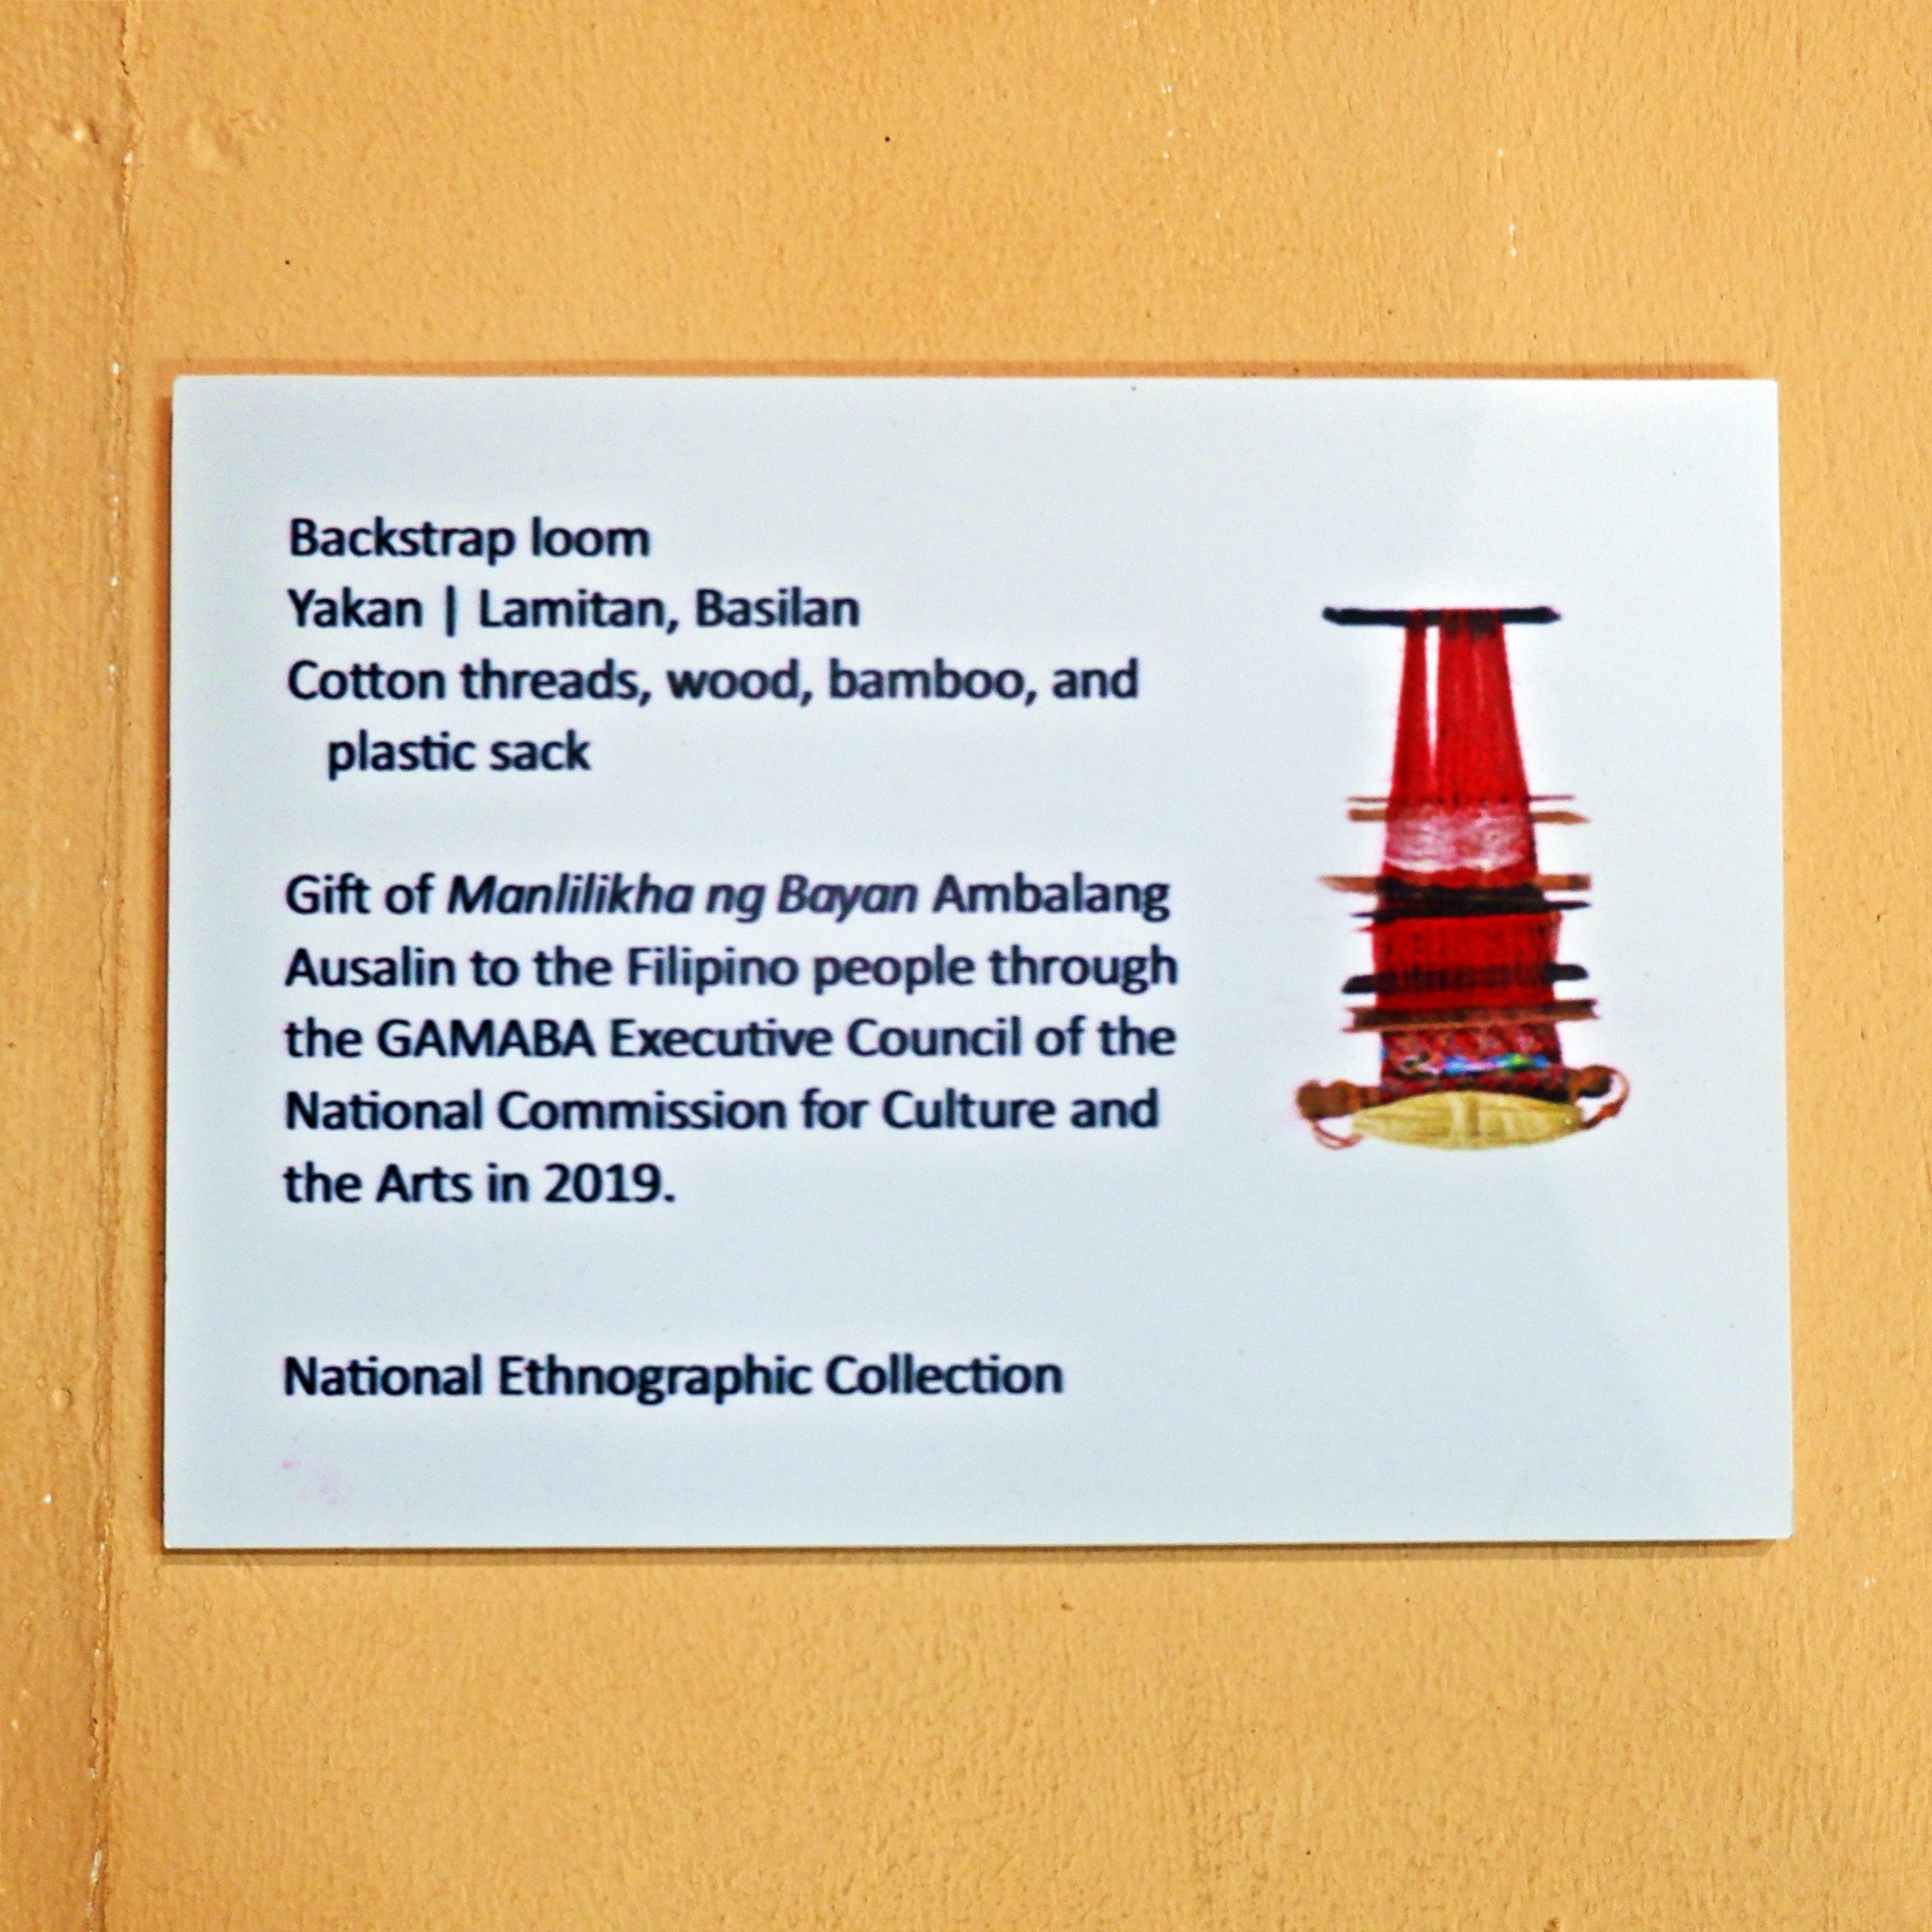 Backstrap loom
Yakan | Lamitan, Basilan
Cotton threads, wood, bamboo, and
plastic sack
Gift of Manlilikha ng Bayan Ambalang
Ausalin to the Filipino people through
the GAMABA Executive Council of the
National Commission for Culture and
the Arts in 2019.
National Ethnographic Collection